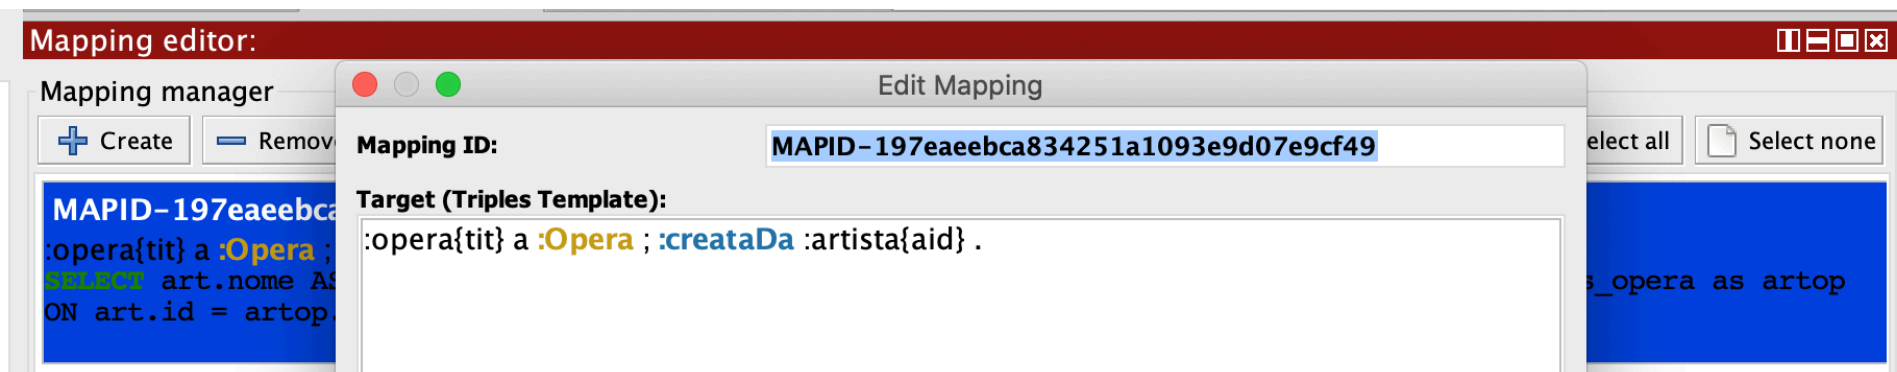 Mapping editor:
Mapping manager
Create
Remov
elect all
Select none
MAPID-197eaeebca
:opera{tit} a :Opera ;
SELECT art.nome AS
s_opera as artop
ON art.id = artop.
Edit Mapping
Mapping ID:
MAPID-197eaeebca834251a1093e9d07e9cf49
Target (Triples Template):
:opera{tit} a :Opera ; :creataDa :artista{aid} .